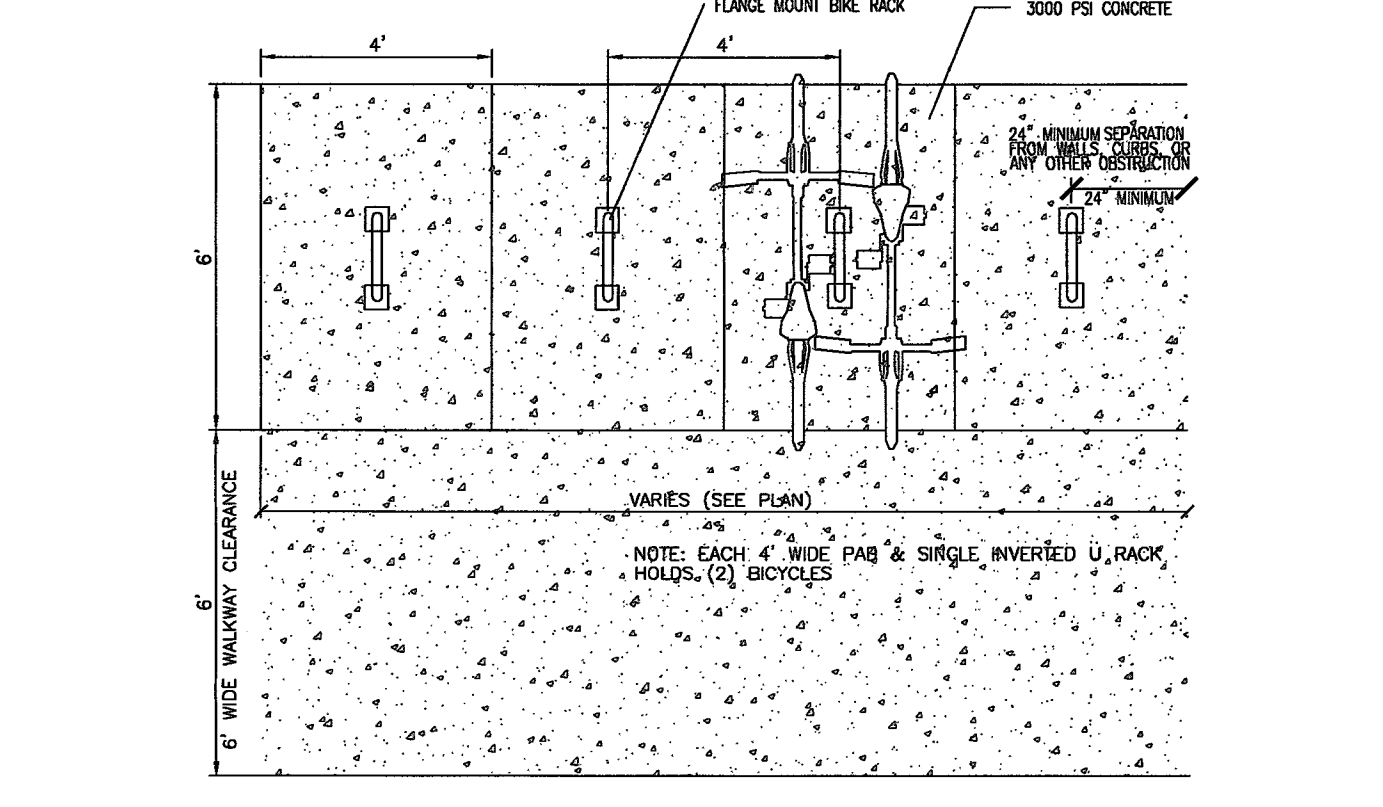 FLANGE MOUNT BIKE RACK
3000 PSI CONCRETE
4'
4'
24" MINIMUM SEPARATION
FROM WALLS, CURBS, OR
ANY OTHER OBSTRUCTION
24" MINIMUM
6'
VARIES (SEE PLAN)
NOTE: EACH 4' WIDE PAD & SINGLE INVERTED U RACK
HOLDS (2) BICYCLES
6'
6' WIDE WALKWAY CLEARANCE